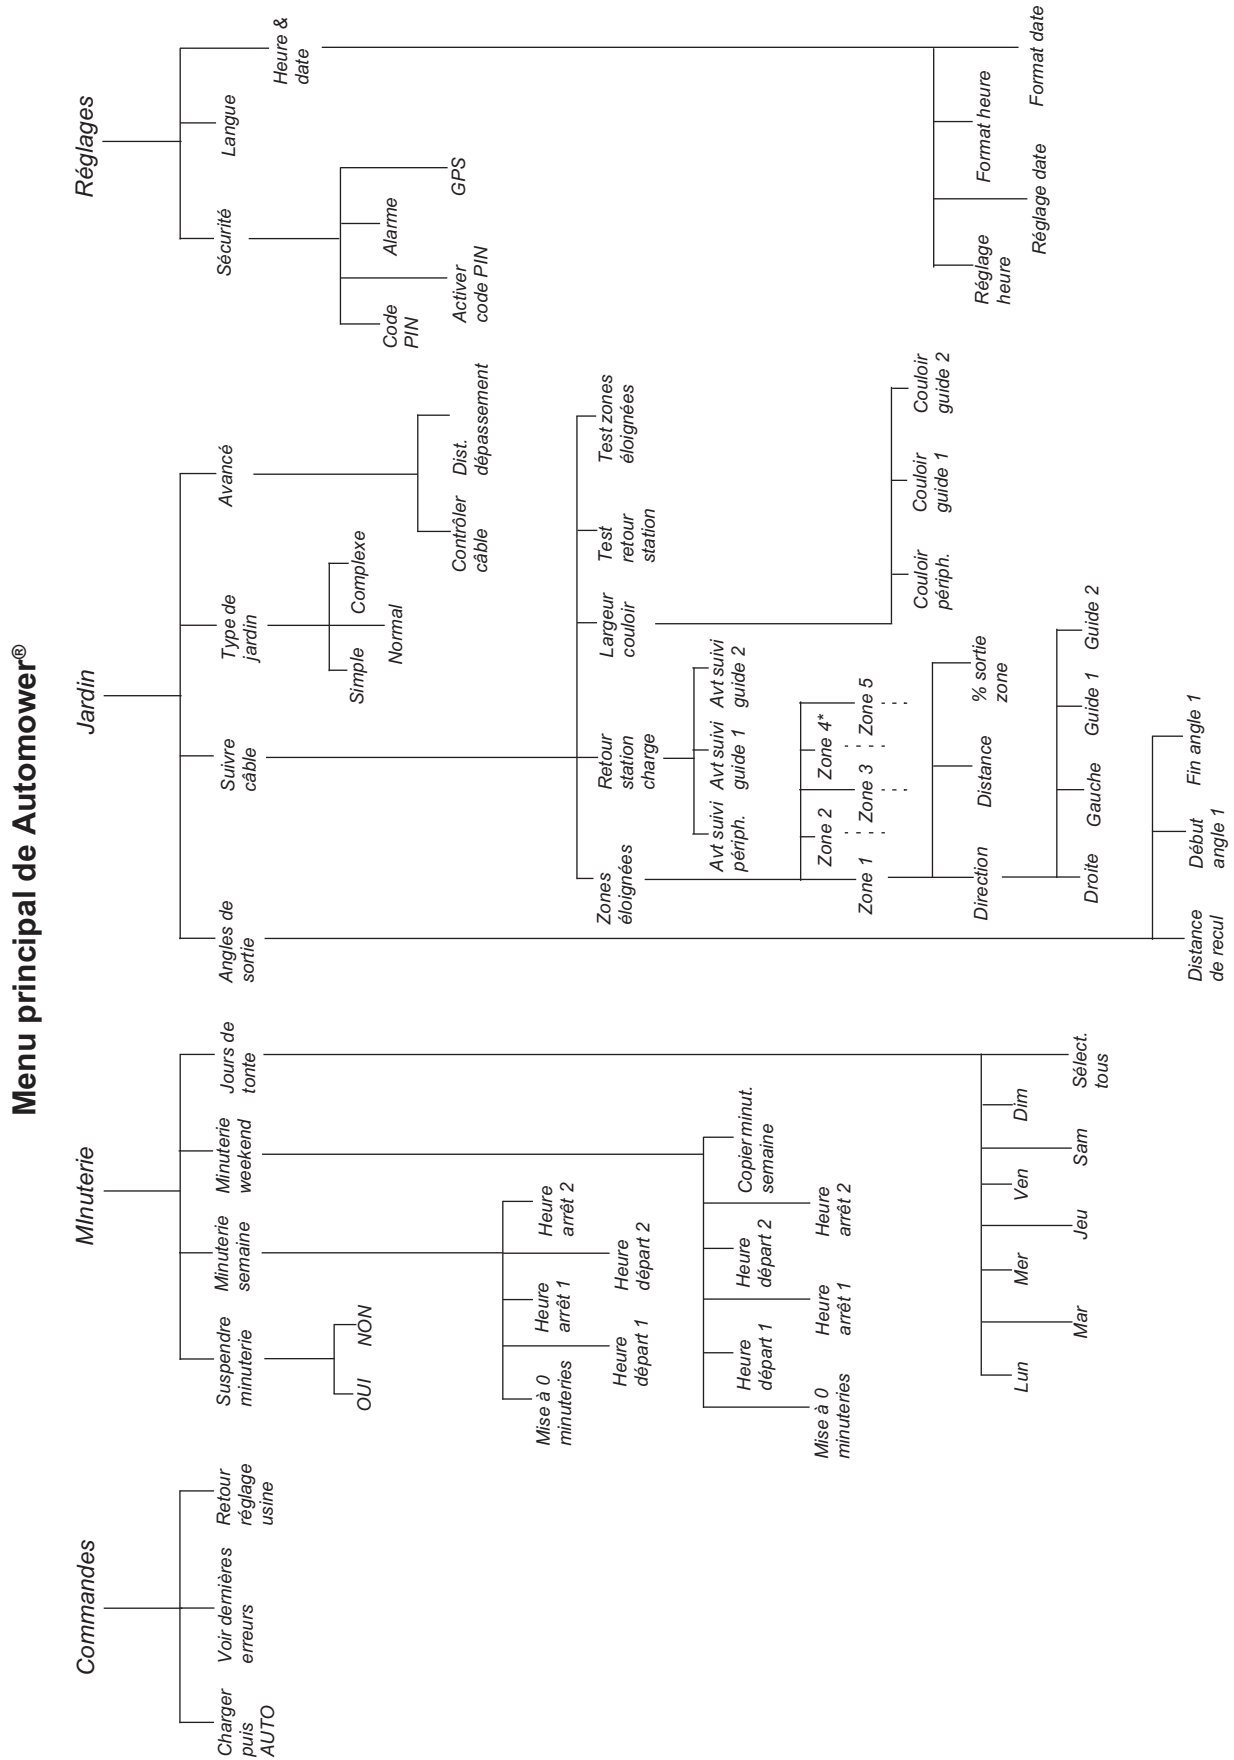 Menu principal de Automower®
Commandes
Charger
puis
AUTO
Voir dernières
erreurs
Retour
réglage
usine
MInuterie
Suspendre
minuterie
OUI
NON
Minuterie
semaine
Mise à 0
minuteries
Heure
départ 1
Heure
arrêt 1
Heure
départ 2
Heure
arrêt 2
Minuterie
weekend
Mise à 0
minuteries
Heure
départ 1
Heure
arrêt 1
Heure
départ 2
Heure
arrêt 2
Copier minut.
semaine
Jours de
tonte
Lun
Mar
Mer
Jeu
Ven
Sam
Dim
Sélect.
tous
Jardin
Angles de
sortie
Distance
de recul
Début
angle 1
Fin angle 1
Suivre
câble
Zones
éloignées
Zone 1
Zone 2
Zone 3
Zone 4*
Zone 5
Direction
Distance
% sortie
zone
Droite
Gauche
Guide 1
Guide 2
Retour
station
charge
Avt suivi
périph.
Avt suivi
guide 1
Avt suivi
guide 2
Largeur
couloir
Couloir
périph.
Couloir
guide 1
Couloir
guide 2
Test
retour
station
Test zones
éloignées
Type de
jardin
Simple
Normal
Complexe
Avancé
Contrôler
câble
Dist.
dépassement
Réglages
Sécurité
Code
PIN
Activer
code PIN
Alarme
GPS
Langue
Heure &
date
Réglage
heure
Réglage date
Format heure
Format date